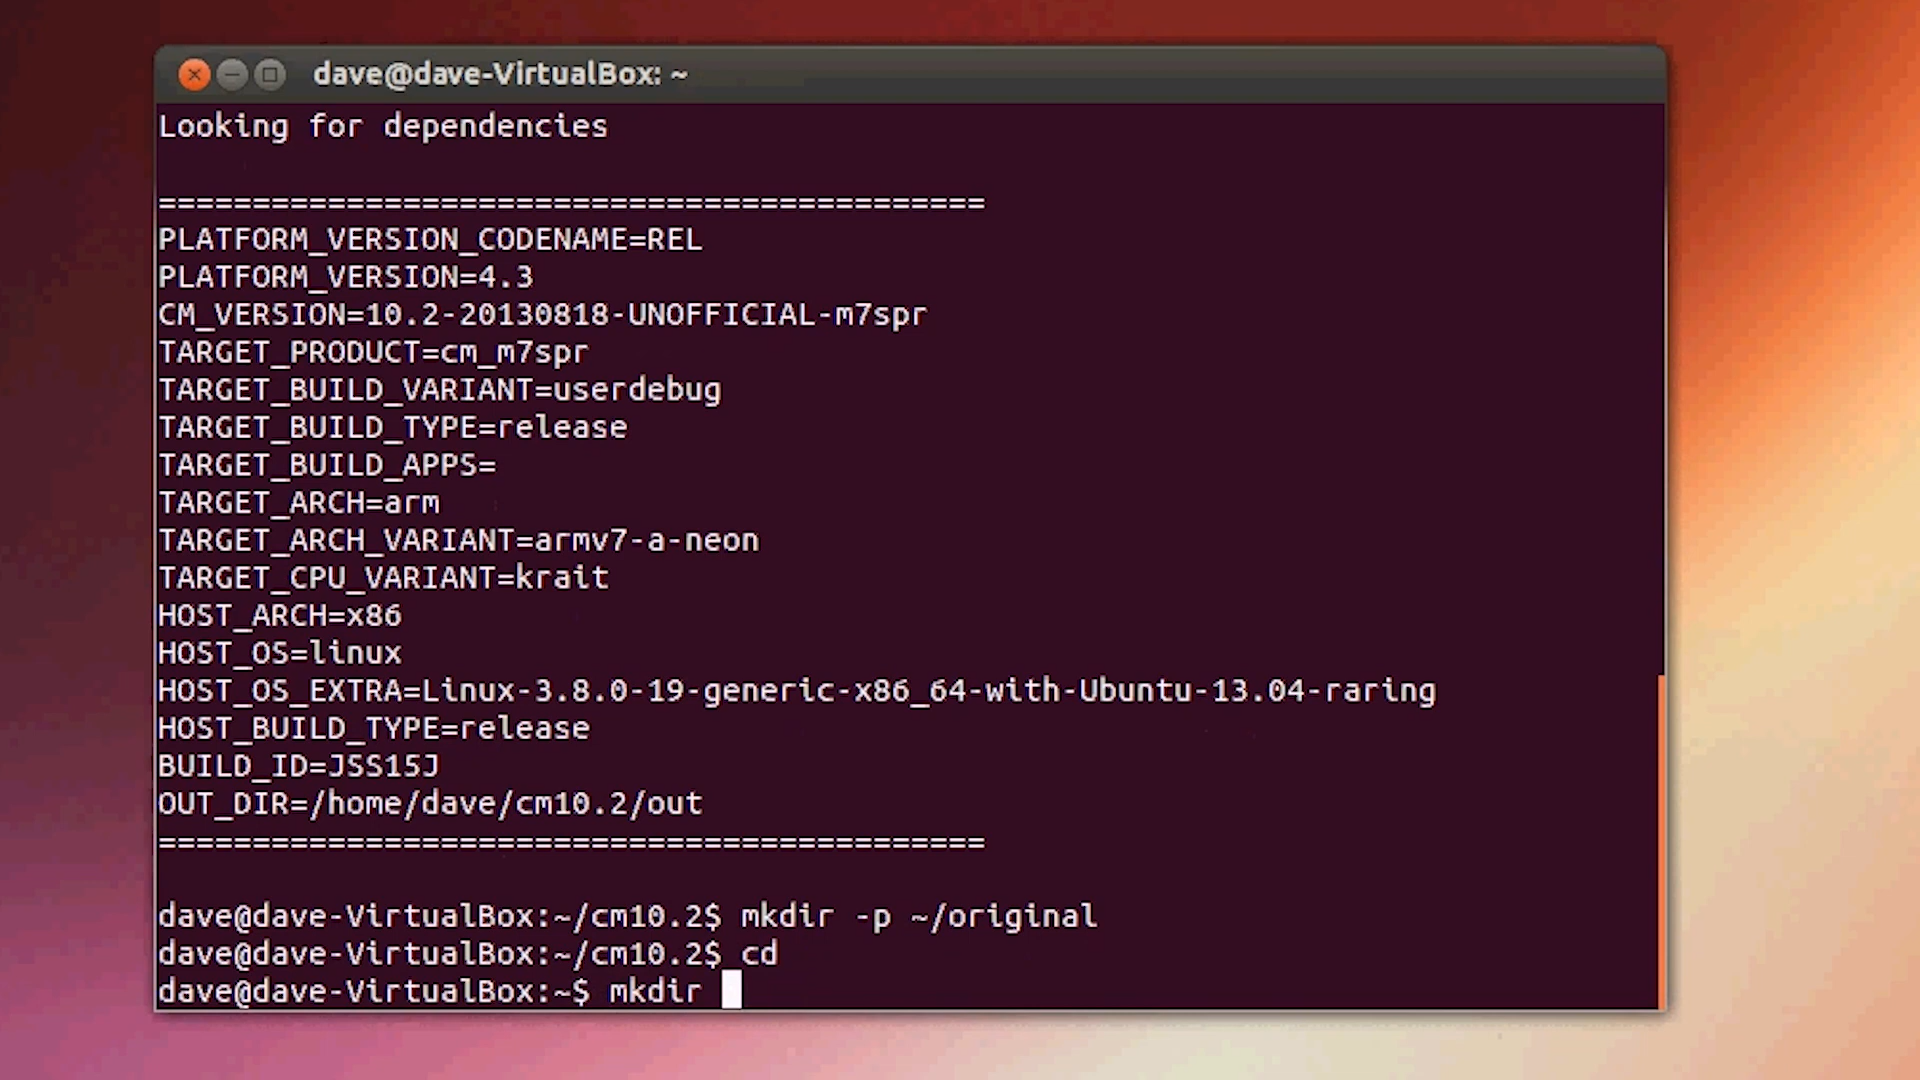 dave@dave-VirtualBox: ~
Looking for dependencies
============================================
PLATFORM_VERSION_CODENAME=REL
PLATFORM_VERSION=4.3
CM_VERSION=10.2-20130818-UNOFFICIAL-m7spr
TARGET_PRODUCT=cm_m7spr
TARGET_BUILD_VARIANT=userdebug
TARGET_BUILD_TYPE=release
TARGET_BUILD_APPS=
TARGET_ARCH=arm
TARGET_ARCH_VARIANT=armv7-a-neon
TARGET_CPU_VARIANT=krait
HOST_ARCH=x86
HOST_OS=linux
HOST_OS_EXTRA=Linux-3.8.0-19-generic-x86_64-with-Ubuntu-13.04-raring
HOST_BUILD_TYPE=release
BUILD_ID=JSS15J
OUT_DIR=/home/dave/cm10.2/out
============================================
dave@dave-VirtualBox:~/cm10.2$ mkdir -p ~/original
dave@dave-VirtualBox:~/cm10.2$ cd
dave@dave-VirtualBox:~$ mkdir